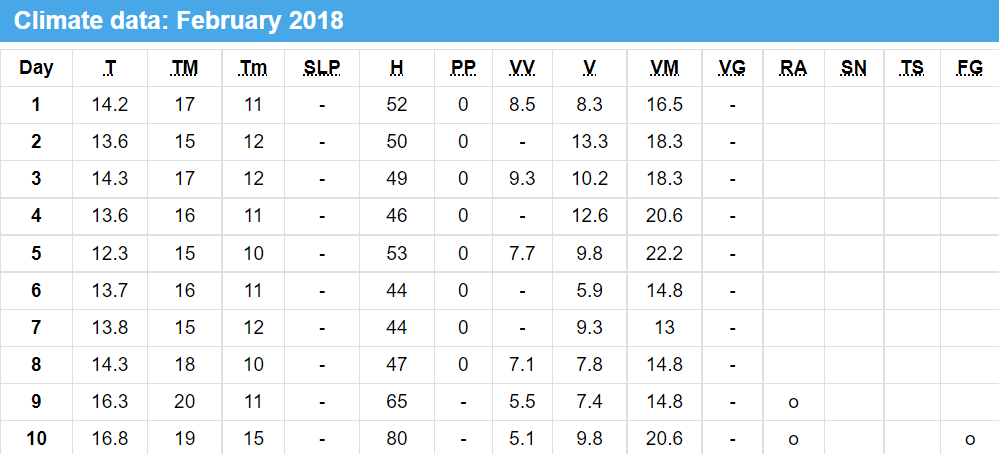 Climate data: February 2018
Day T TM Tm SLP H PP VV V VM VG RA SN TS FG
1 14.2 17 11 - 52 0 8.5 8.3 16.5 -
2 13.6 15 12 - 50 0 - 13.3 18.3 -
3 14.3 17 12 - 49 0 9.3 10.2 18.3 -
4 13.6 16 11 - 46 0 - 12.6 20.6 -
5 12.3 15 10 - 53 0 7.7 9.8 22.2 -
6 13.7 16 11 - 44 0 - 5.9 14.8 -
7 13.8 15 12 - 44 0 - 9.3 13 -
8 14.3 18 10 - 47 0 7.1 7.8 14.8 -
9 16.3 20 11 - 65 - 5.5 7.4 14.8 - o
10 16.8 19 15 - 80 - 5.1 9.8 20.6 - o o